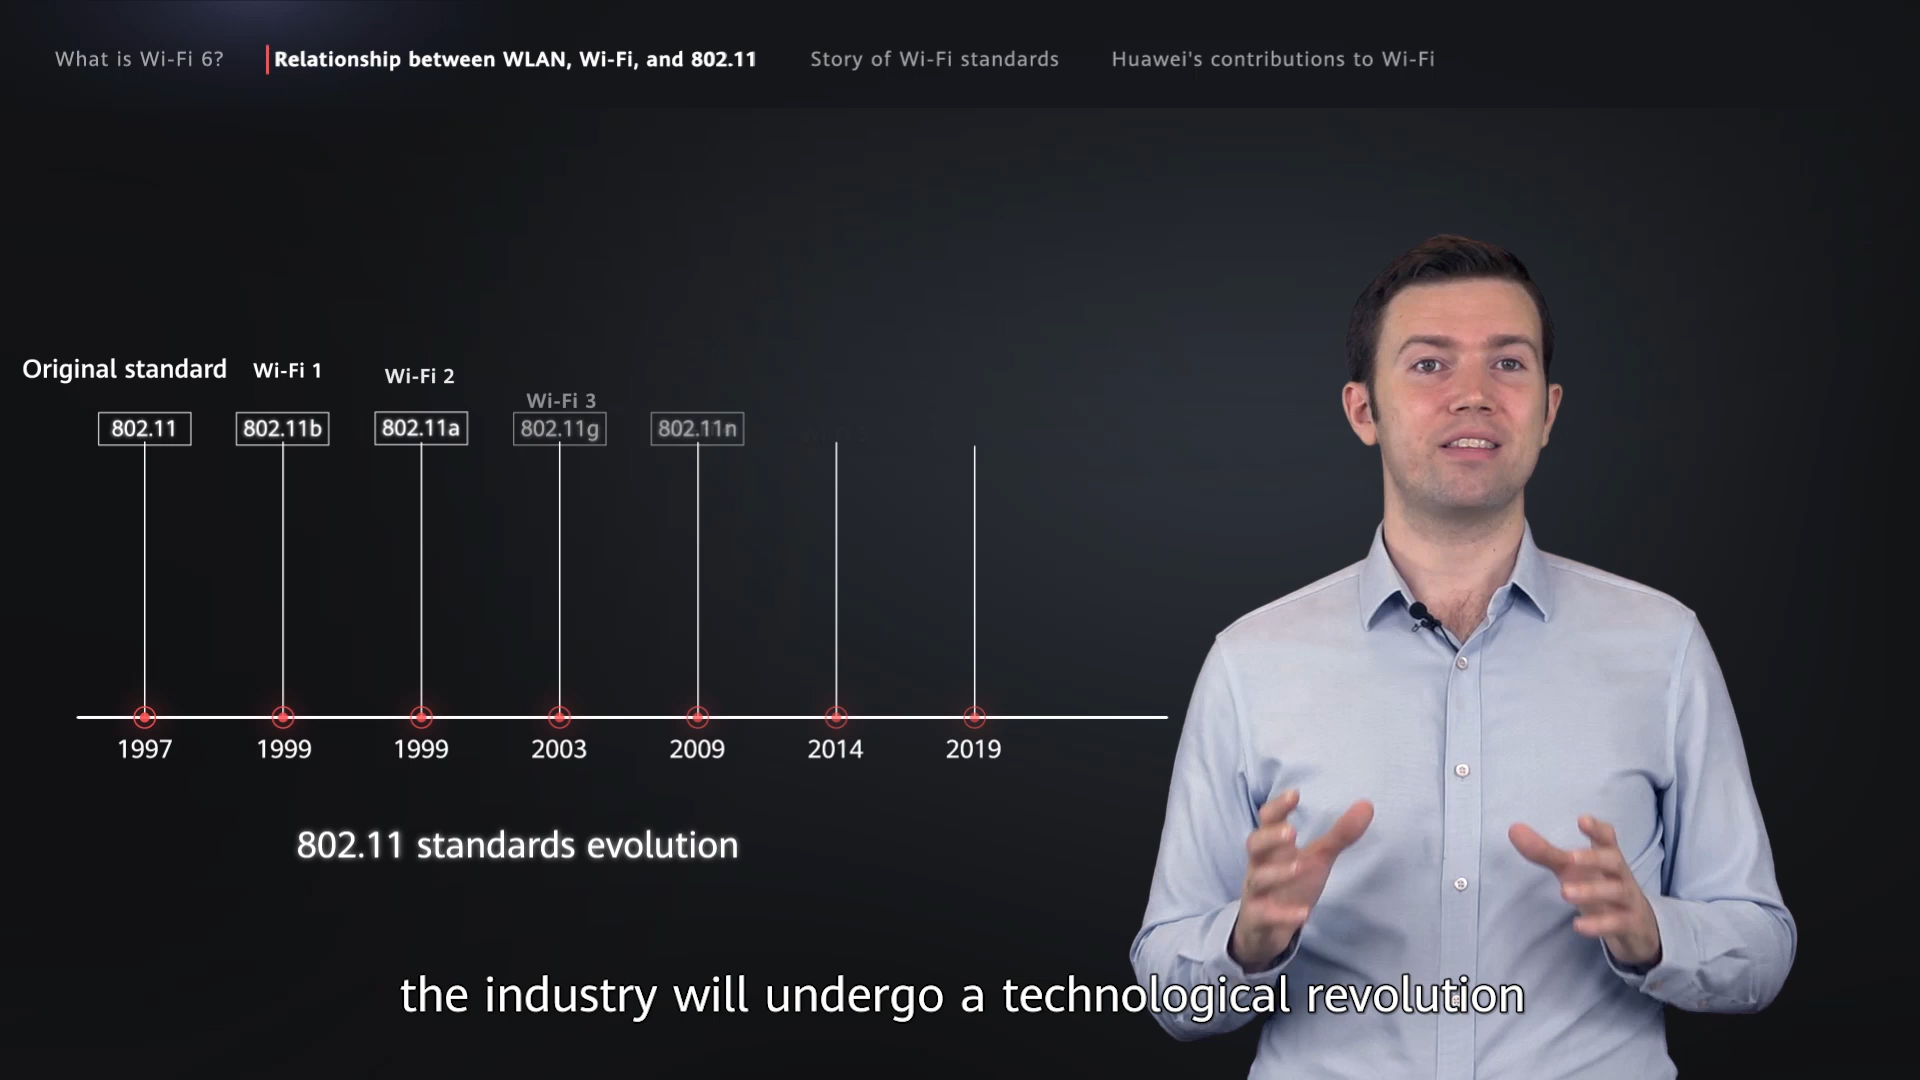 What is Wi-Fi 6?
Relationship between WLAN, Wi-Fi, and 802.11
Story of Wi-Fi standards
Huawei's contributions to Wi-Fi
Original standard
Wi-Fi 1
Wi-Fi 2
Wi-Fi 3
802.11
802.11b
802.11a
802.11g
802.11n
1997
1999
1999
2003
2009
2014
2019
802.11 standards evolution
the industry will undergo a technological revolution